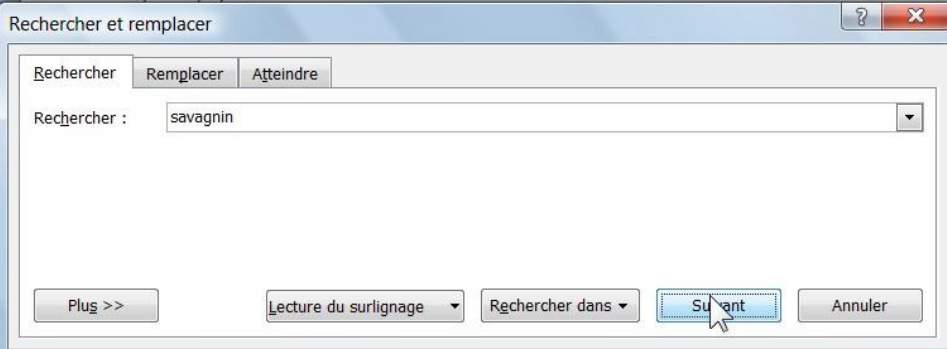 Rechercher et remplacer
Rechercher Remplacer Atteindre
Rechercher : savagnin
Plus >> Lecture du surlignage Rechercher dans Suivant Annuler